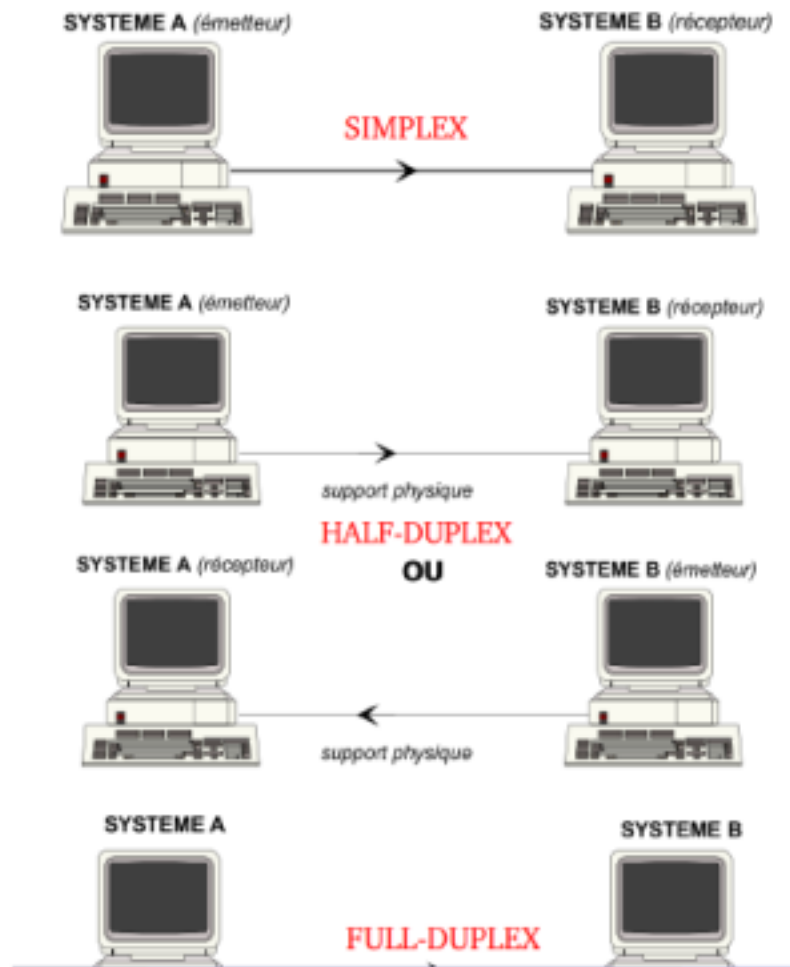 SYSTEME A (émetteur) SYSTEME B (récepteur)
SIMPLEX
SYSTEME A (émetteur) SYSTEME B (récepteur)
support physique
HALF-DUPLEX
OU
SYSTEME A (récepteur) SYSTEME B (émetteur)
support physique
SYSTEME A SYSTEME B
FULL-DUPLEX